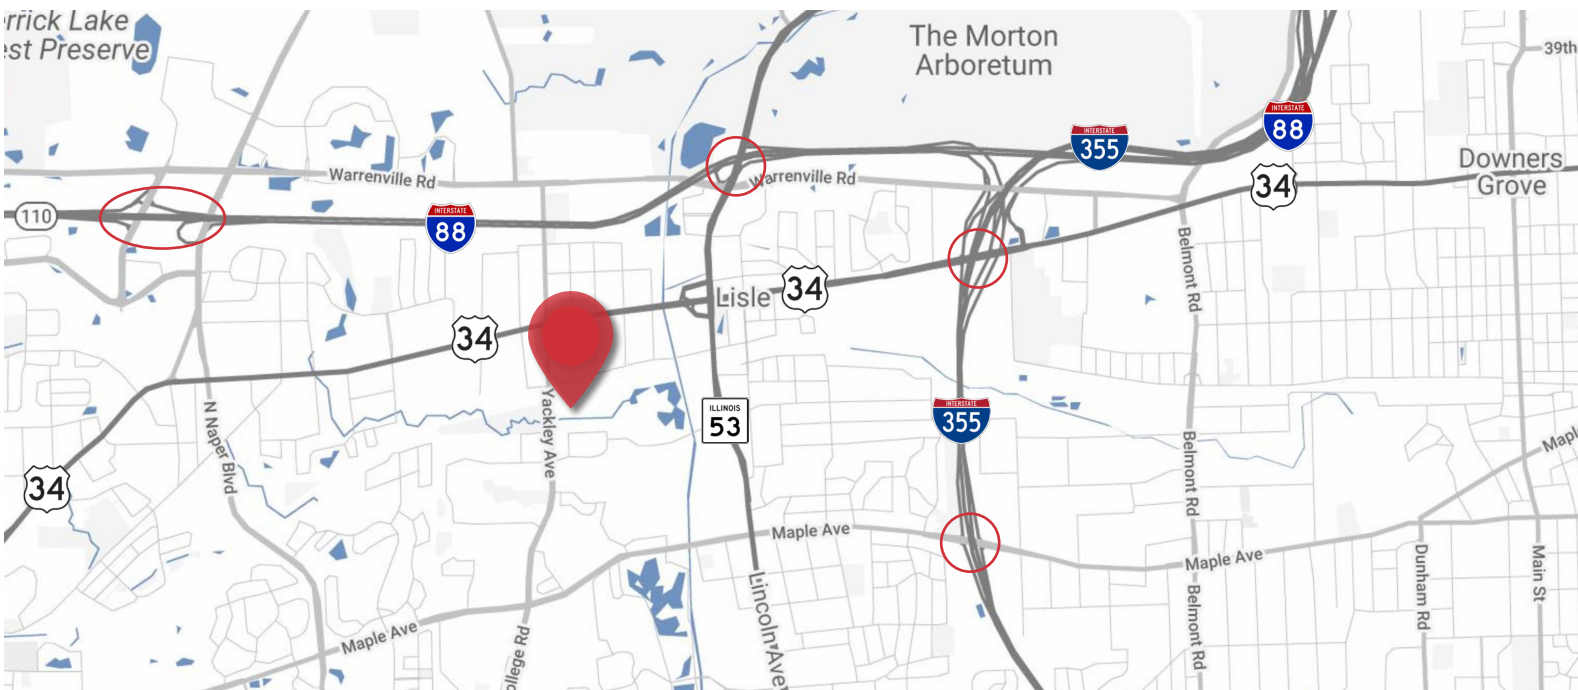 errick Lake
est Preserve
The Morton
Arboretum
39th
INTERSTATE
88
INTERSTATE
355
Downers
Grove
34
Warrenville Rd
Warrenville Rd
110
INTERSTATE
88
Belmont Rd
Lisle
34
34
Yackley Ave
N Naper Blvd
ILLINOIS
53
INTERSTATE
355
Belmont Rd
Maple
34
Maple Ave
Maple Ave
Dunham Rd
Main St
Lincoln Ave
Belmont Rd
Maple Ave
ollege Rd